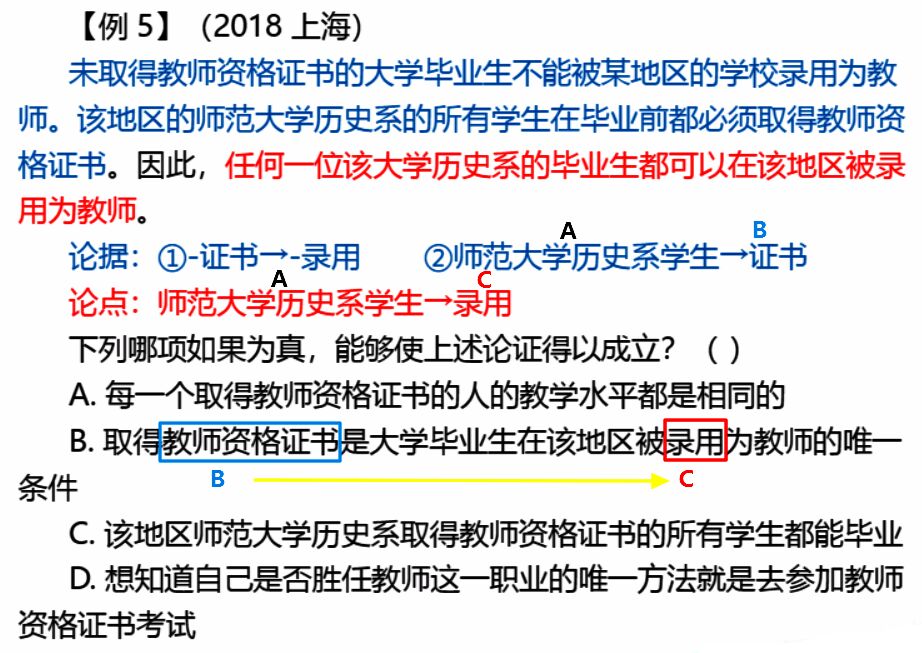 【例 5】（2018 上海）
未取得教师资格证书的大学毕业生不能被某地区的学校录用为教
师。该地区的师范大学历史系的所有学生在毕业前都必须取得教师资
格证书。因此，任何一位该大学历史系的毕业生都可以在该地区被录
用为教师。
A B
论据：①-证书→-录用 ②师范大学历史系学生→证书
A C
论点：师范大学历史系学生→录用
下列哪项如果为真，能够使上述论证得以成立？（ ）
A. 每一个取得教师资格证书的人的教学水平都是相同的
B. 取得教师资格证书是大学毕业生在该地区被录用为教师的唯一
B C
条件
C. 该地区师范大学历史系取得教师资格证书的所有学生都能毕业
D. 想知道自己是否胜任教师这一职业的唯一方法就是去参加教师
资格证书考试